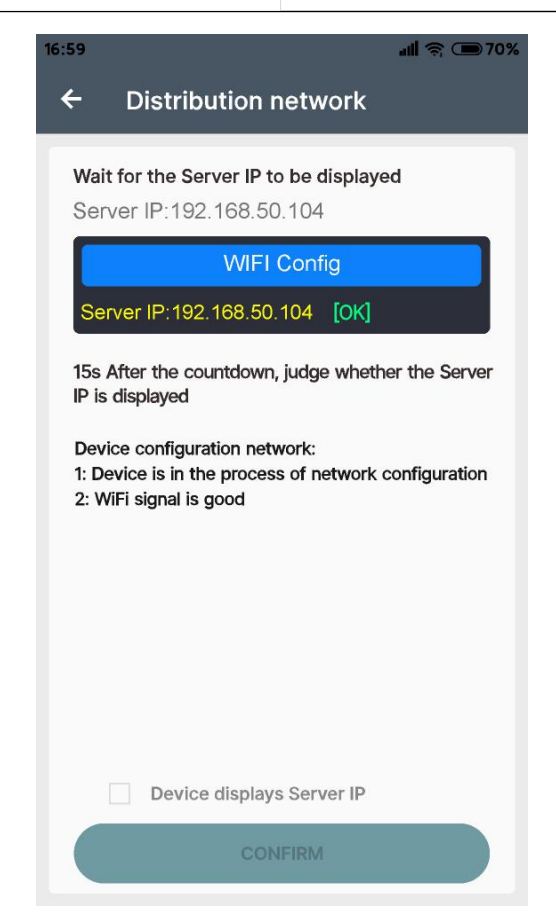 16:59
70%
Distribution network
Wait for the Server IP to be displayed
Server IP:192.168.50.104
WIFI Config
Server IP:192.168.50.104 [OK]
15s After the countdown, judge whether the Server
IP is displayed
Device configuration network:
1: Device is in the process of network configuration
2: WiFi signal is good
Device displays Server IP
CONFIRM